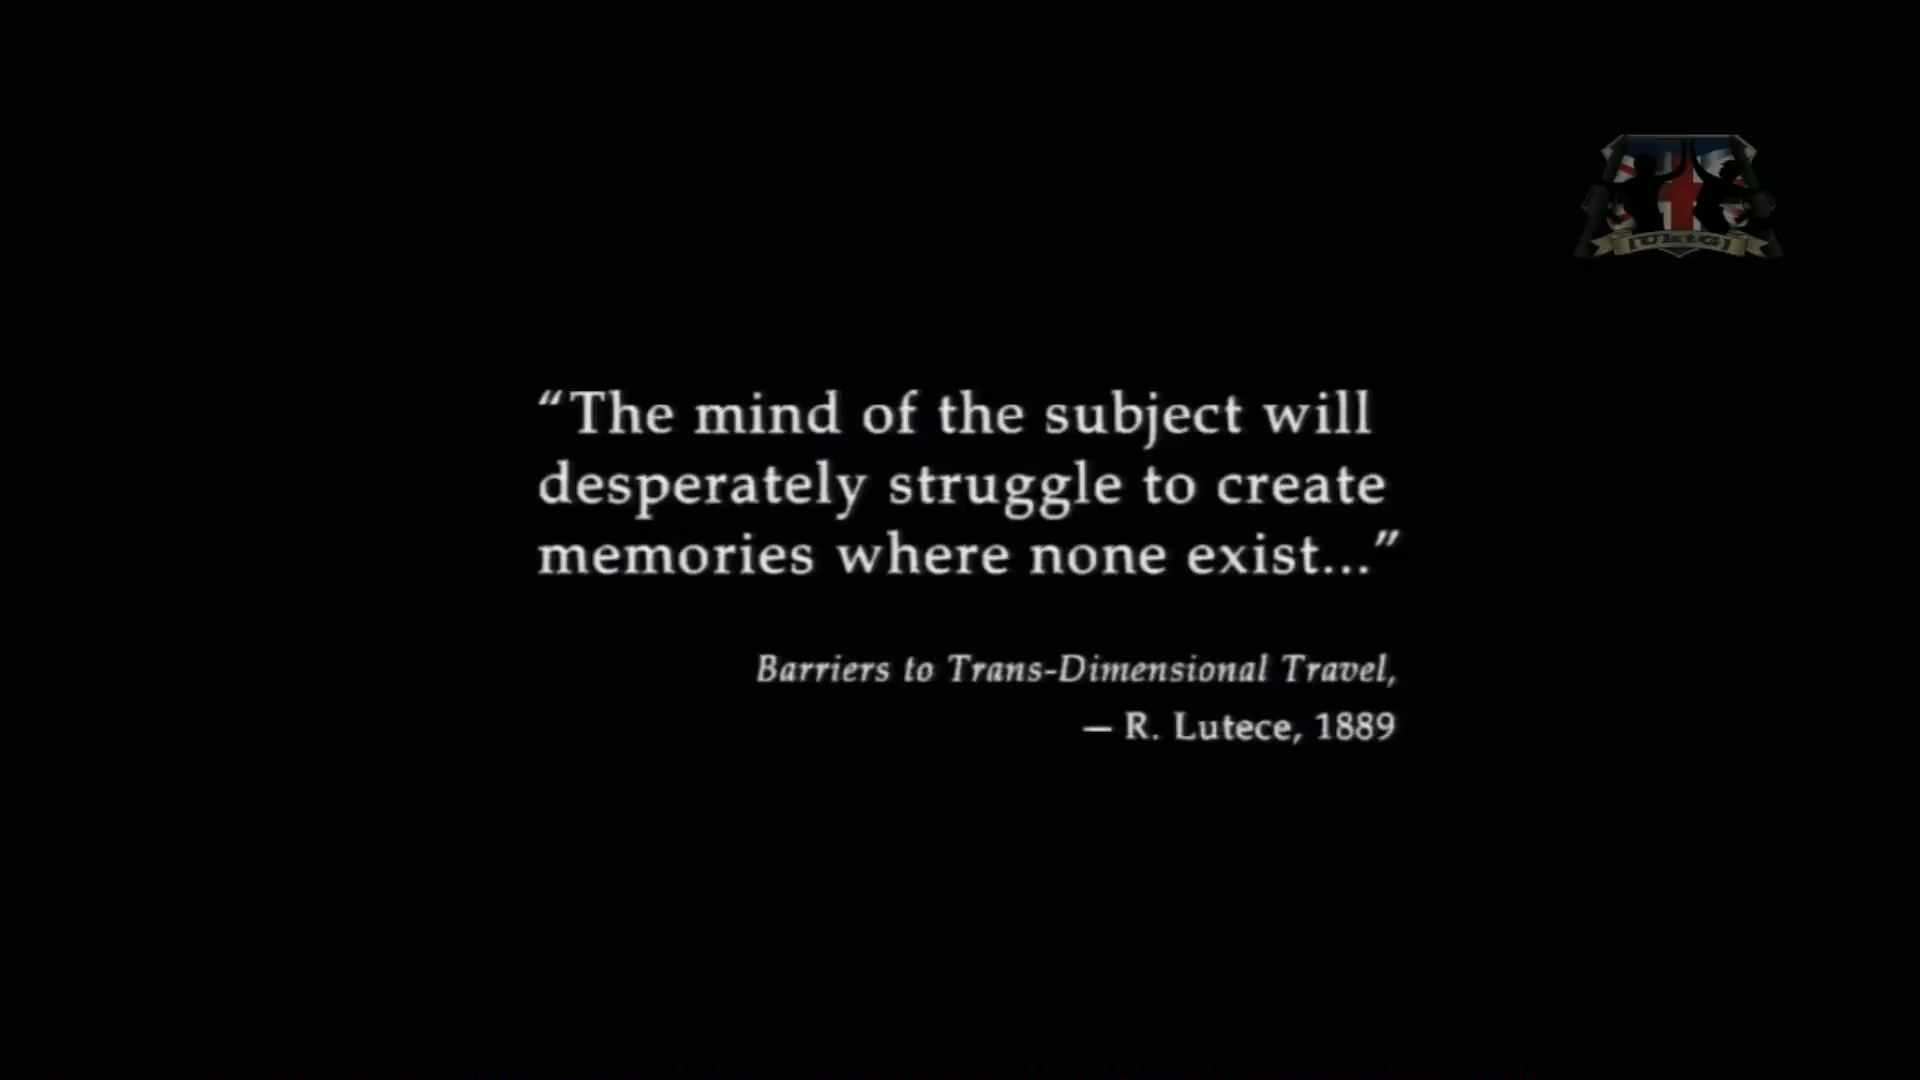 “The mind of the subject will
desperately struggle to create
memories where none exist...”
Barriers to Trans-Dimensional Travel,
— R. Lutece, 1889